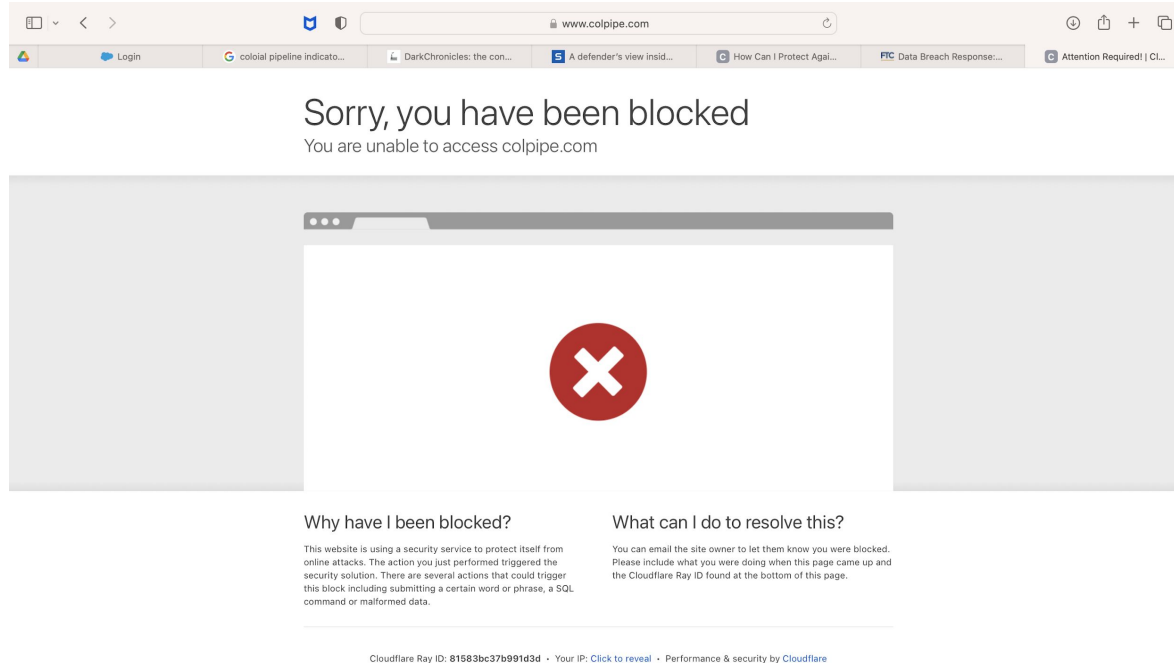 www.colpipe.com
Login
coloial pipeline indicato...
DarkChronicles: the con...
S A defender's view insid...
C How Can I Protect Agai...
FTC Data Breach Response:...
C Attention Required! | Cl...
Sorry, you have been blocked
You are unable to access colpipe.com
Why have I been blocked?
This website is using a security service to protect itself from
online attacks. The action you just performed triggered the
security solution. There are several actions that could trigger
this block including submitting a certain word or phrase, a SQL
command or malformed data.
What can I do to resolve this?
You can email the site owner to let them know you were blocked.
Please include what you were doing when this page came up and
the Cloudflare Ray ID found at the bottom of this page.
Cloudflare Ray ID: 81583bc37b991d3d • Your IP: Click to reveal • Performance & security by Cloudflare